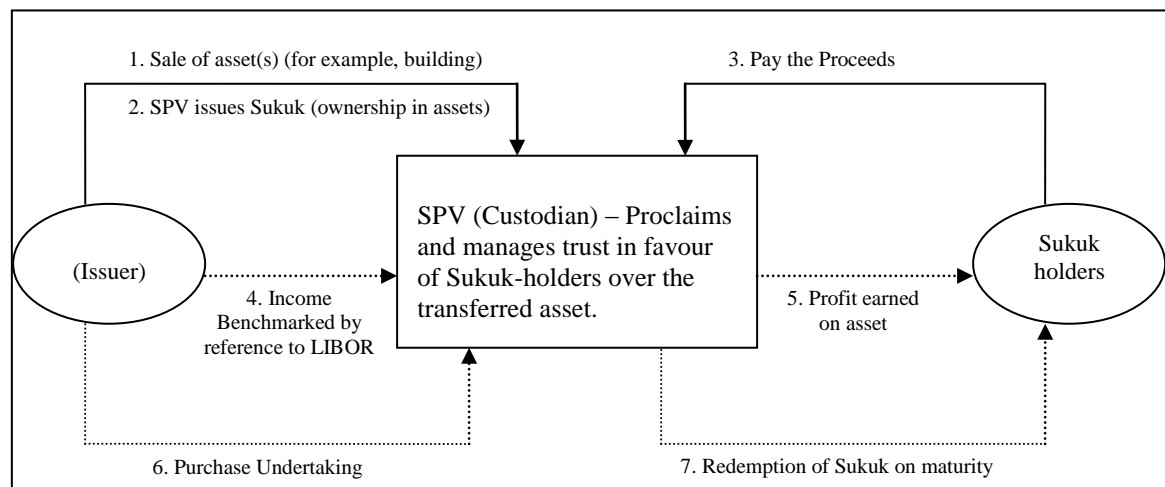 1. Sale of asset(s) (for example, building)
2. SPV issues Sukuk (ownership in assets)
3. Pay the Proceeds
(Issuer)
SPV (Custodian) – Proclaims
and manages trust in favour
of Sukuk-holders over the
transferred asset.
Sukuk
holders
4. Income
Benchmarked by
reference to LIBOR
5. Profit earned
on asset
6. Purchase Undertaking
7. Redemption of Sukuk on maturity